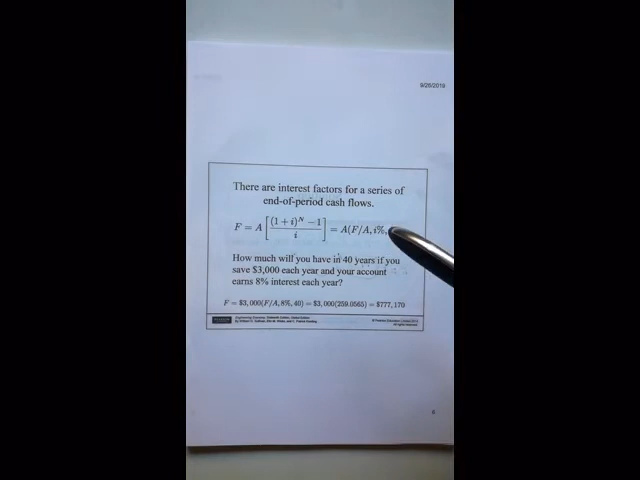 9/26/2019
There are interest factors for a series of
end-of-period cash flows.
F = A [ (1 + i)^N − 1 / i ] = A(F/A, i%,
How much will you have in 40 years if you
save $3,000 each year and your account
earns 8% interest each year?
F = $3,000(F/A, 8%, 40) = $3,000(259.0565) = $777,170